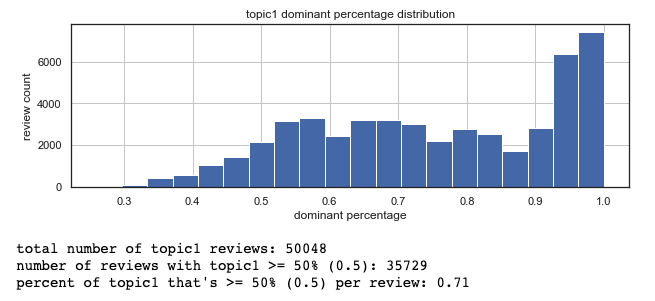 topic1 dominant percentage distribution
review count
6000
4000
2000
0
0.3 0.4 0.5 0.6 0.7 0.8 0.9 1.0
dominant percentage
total number of topic1 reviews: 50048
number of reviews with topic1 >= 50% (0.5): 35729
percent of topic1 that's >= 50% (0.5) per review: 0.71